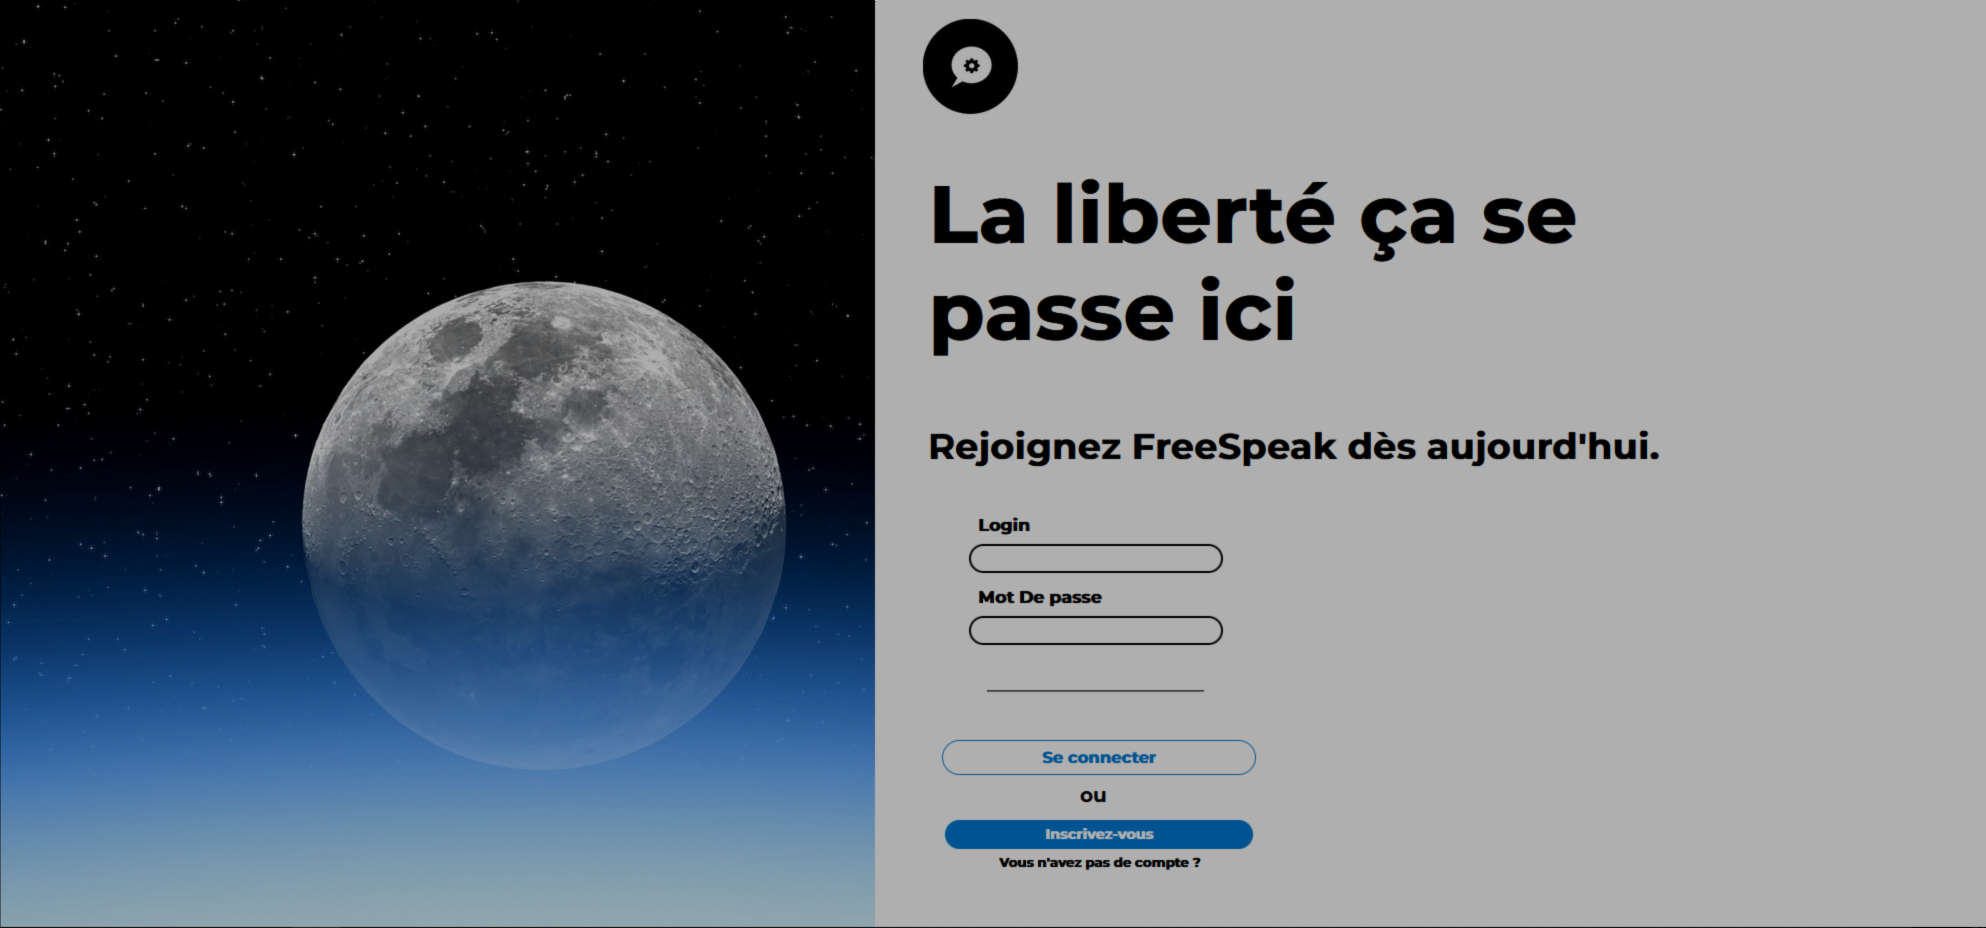 La liberté ça se
passe ici
Rejoignez FreeSpeak dès aujourd'hui.
Login
Mot De passe
Se connecter
ou
Inscrivez-vous
Vous n'avez pas de compte ?